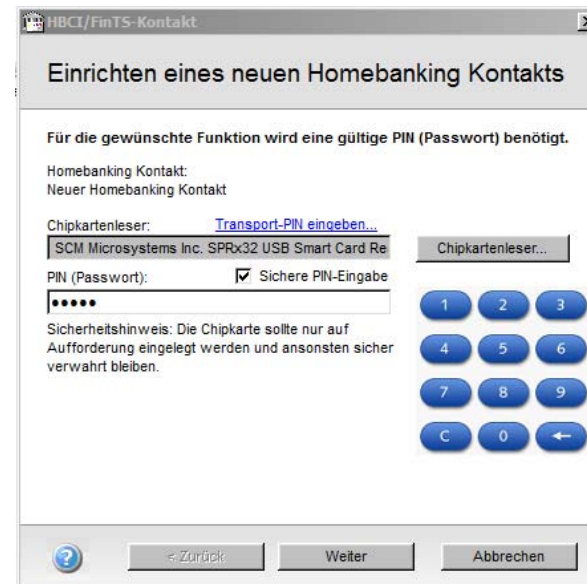 HBCI/FinTS-Kontakt
Einrichten eines neuen Homebanking Kontakts
Für die gewünschte Funktion wird eine gültige PIN (Passwort) benötigt.
Homebanking Kontakt:
Neuer Homebanking Kontakt
Chipkartenleser: Transport-PIN eingeben...
SCM Microsystems Inc. SPRx32 USB Smart Card Re
Chipkartenleser...
PIN (Passwort): Sichere PIN-Eingabe
•••••
Sicherheitshinweis: Die Chipkarte sollte nur auf
Aufforderung eingelegt werden und ansonsten sicher
verwahrt bleiben.
1 2 3
4 5 6
7 8 9
C 0 ←
? < Zurück Weiter Abbrechen